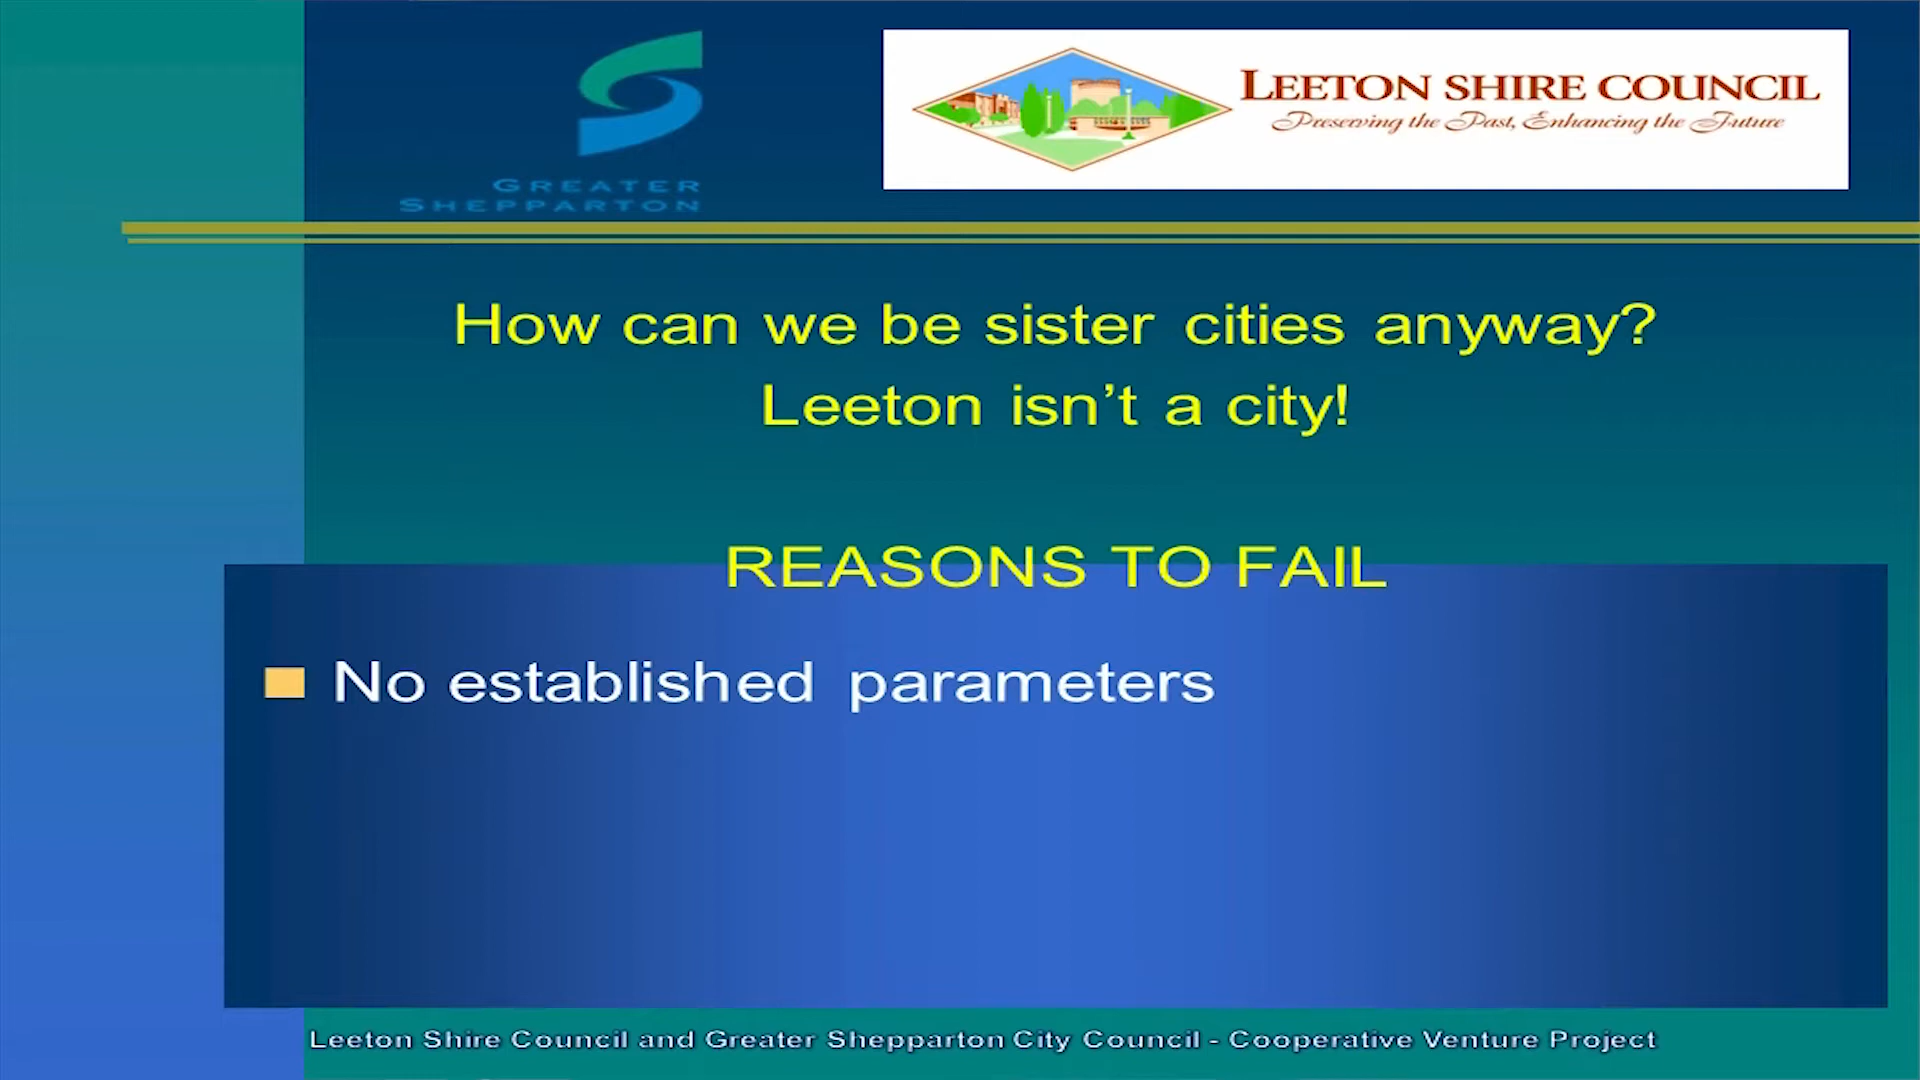 GREATER
SHEPPARTON
LEETON SHIRE COUNCIL
Preserving the Past, Enhancing the Future
How can we be sister cities anyway?
Leeton isn’t a city!
REASONS TO FAIL
No established parameters
Leeton Shire Council and Greater Shepparton City Council - Cooperative Venture Project